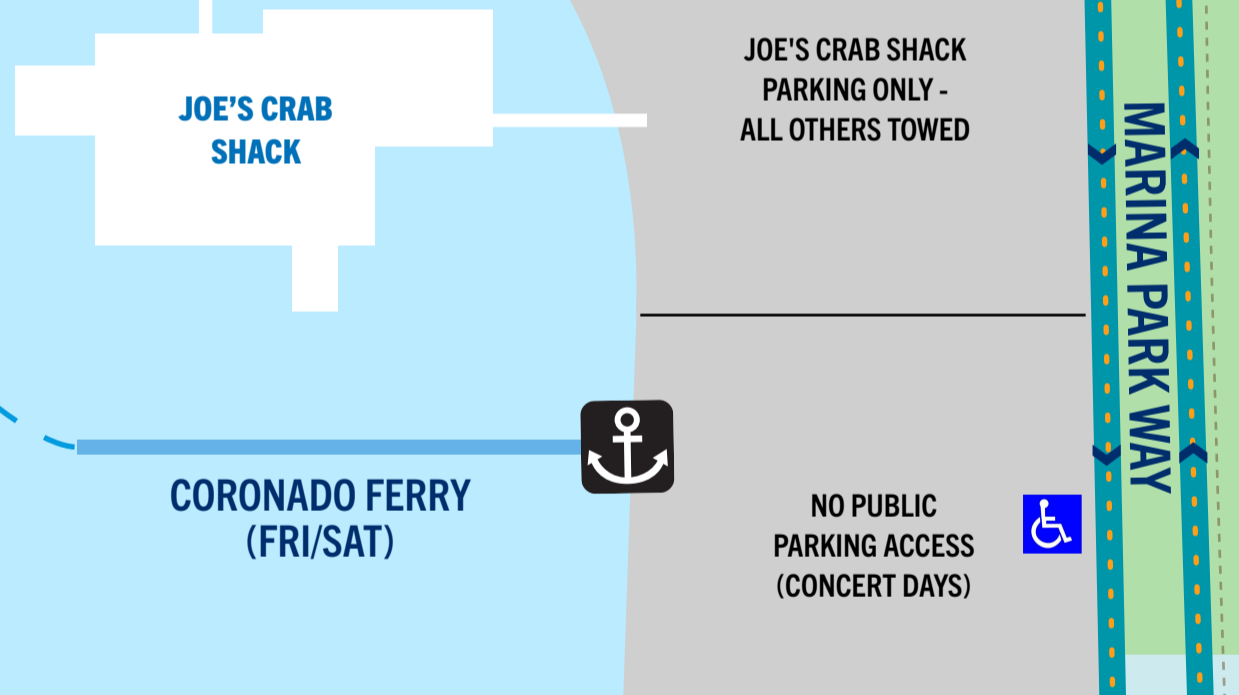 JOE’S CRAB
SHACK
JOE'S CRAB SHACK
PARKING ONLY -
ALL OTHERS TOWED
MARINA PARK WAY
CORONADO FERRY
(FRI/SAT)
NO PUBLIC
PARKING ACCESS
(CONCERT DAYS)